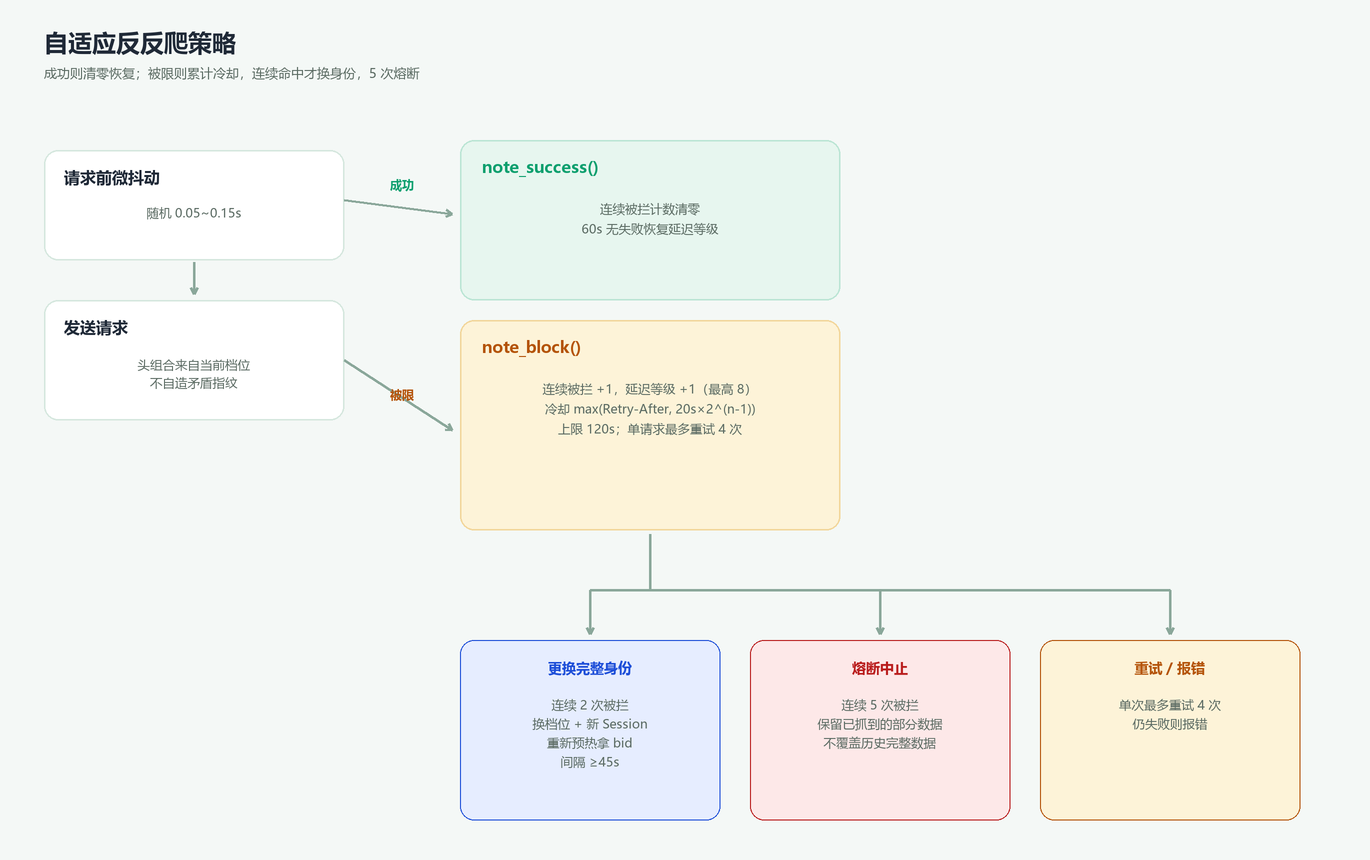 自适应反反爬策略
成功则清零恢复；被限则累计冷却，连续命中才换身份，5 次熔断
请求前微抖动
随机 0.05~0.15s
成功
note_success()
连续被拦计数清零
60s 无失败恢复延迟等级
发送请求
头组合来自当前档位
不自造矛盾指纹
被限
note_block()
连续被拦 +1，延迟等级 +1（最高 8）
冷却 max(Retry-After, 20s×2^(n-1))
上限 120s；单请求最多重试 4 次
更换完整身份
连续 2 次被拦
换档位 + 新 Session
重新预热拿 bid
间隔 ≥45s
熔断中止
连续 5 次被拦
保留已抓到的部分数据
不覆盖历史完整数据
重试 / 报错
单次最多重试 4 次
仍失败则报错